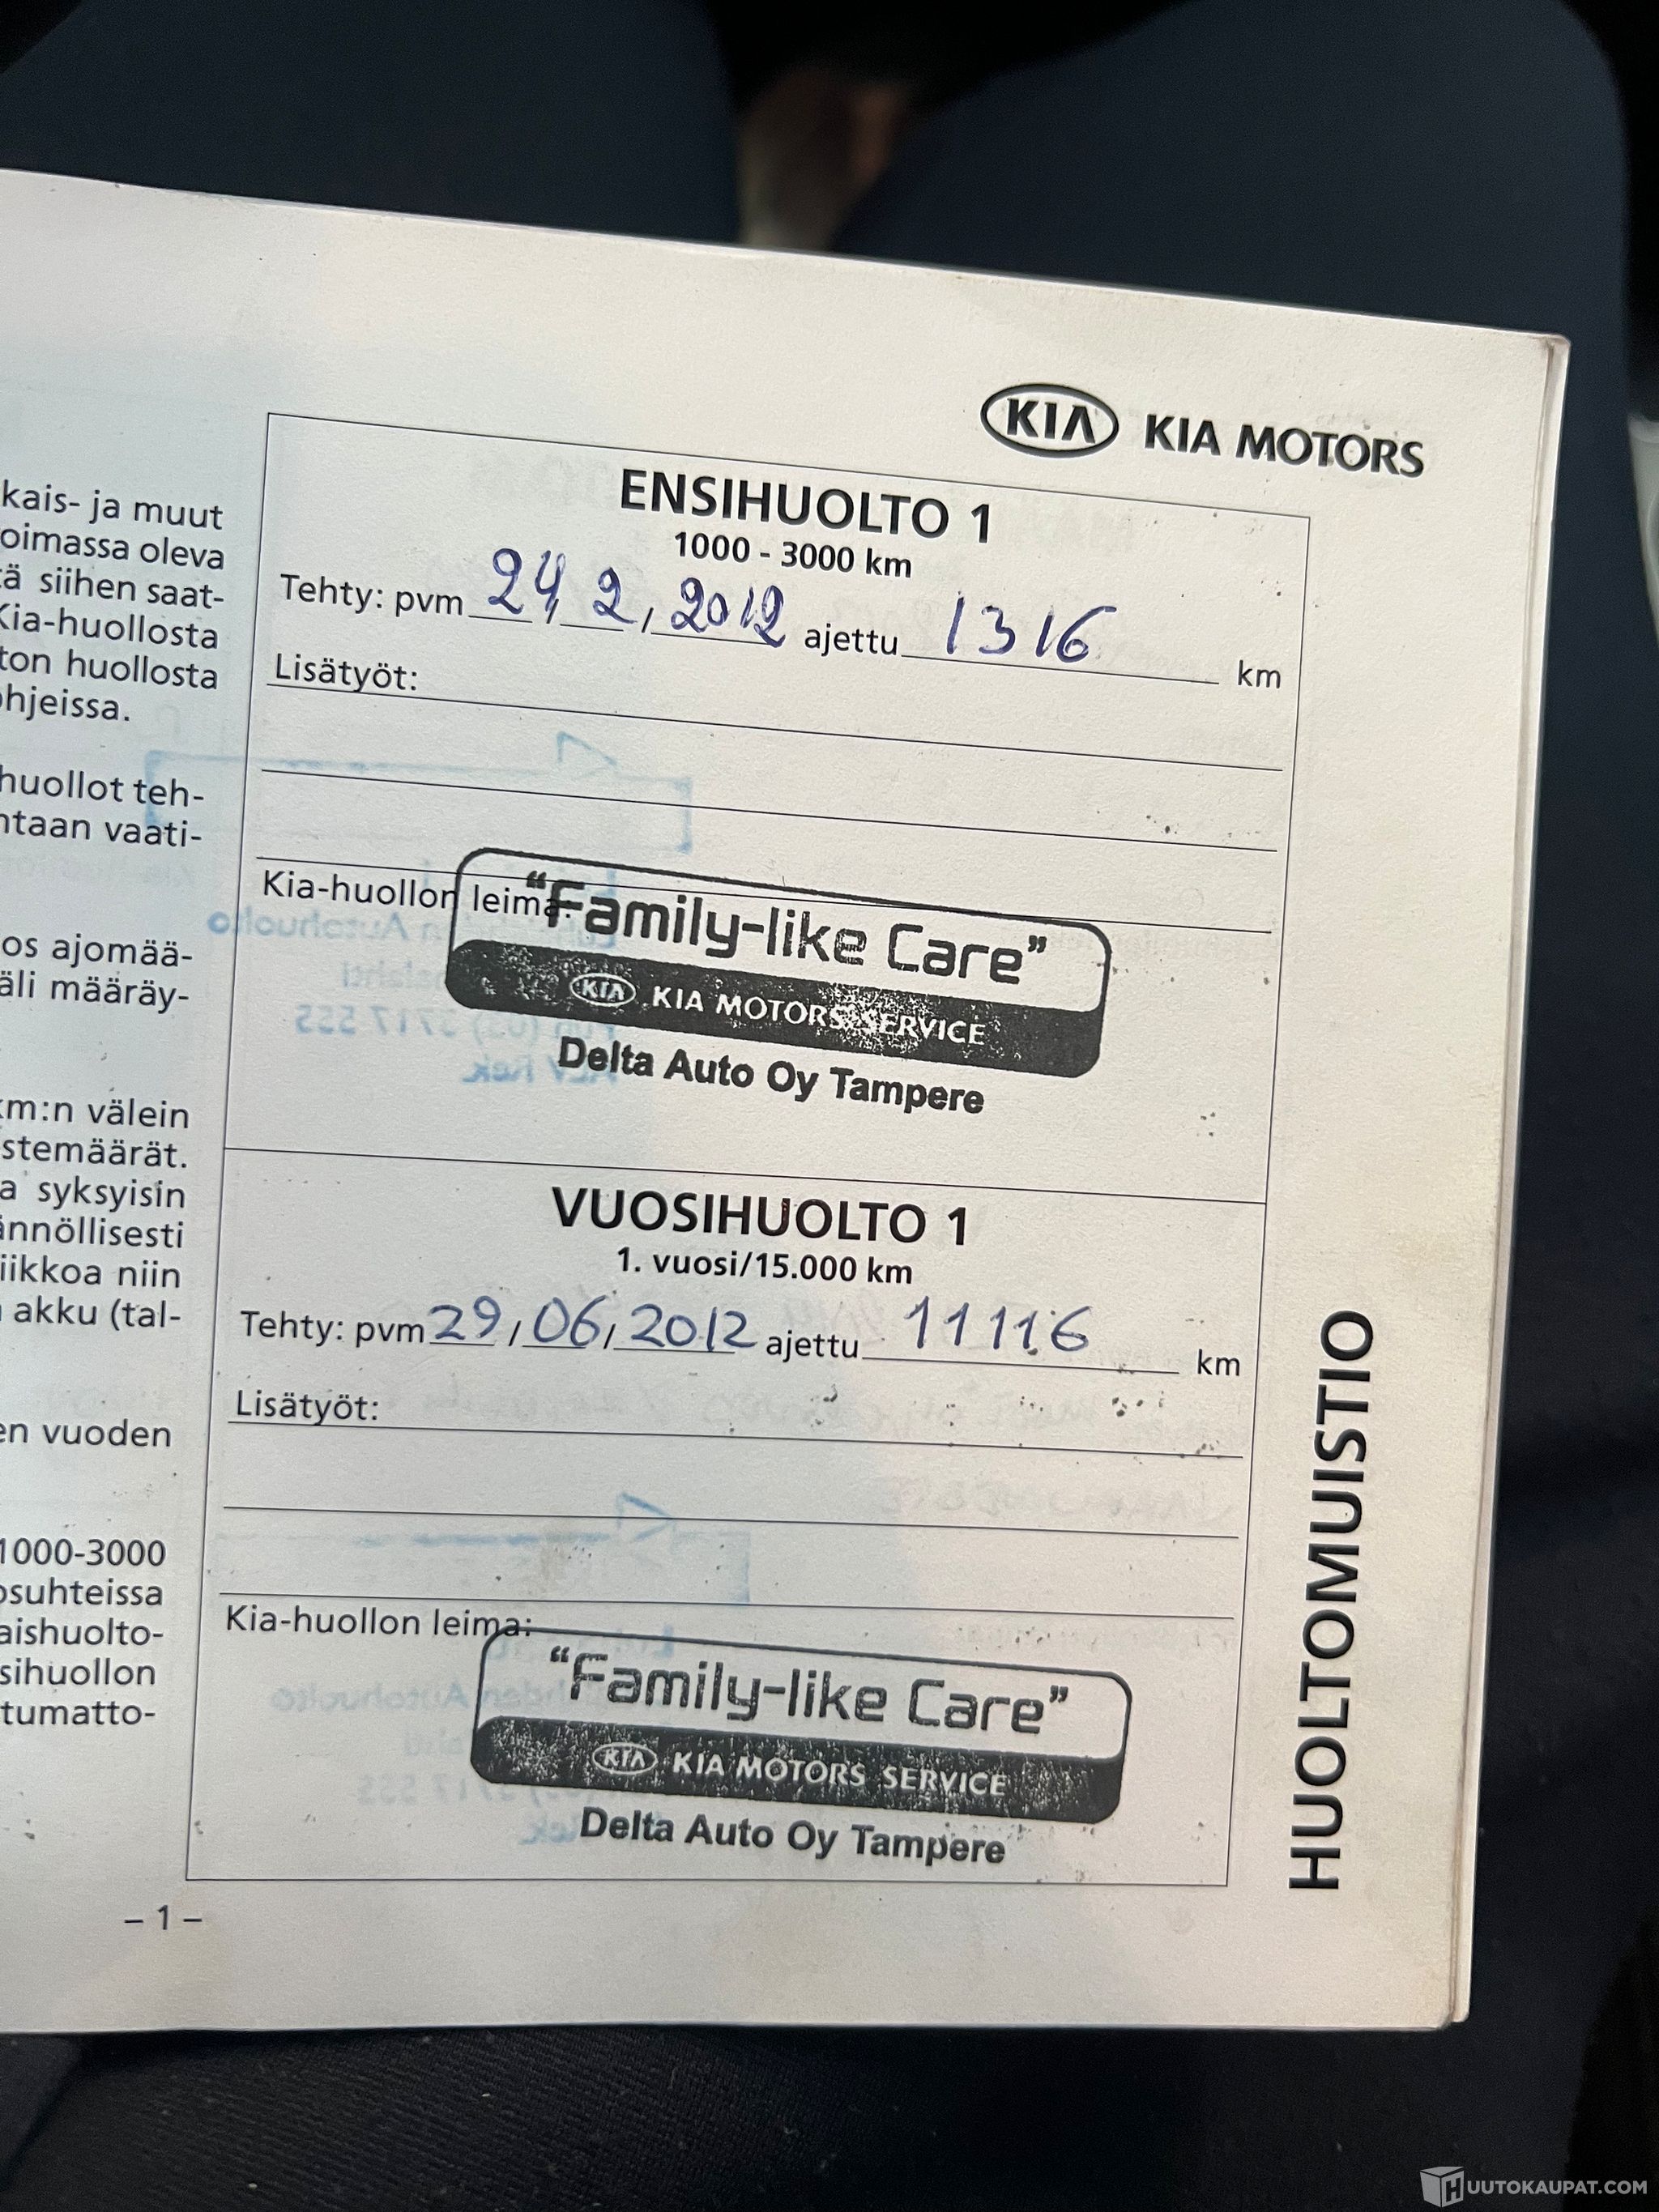 KIA KIA MOTORS
kais- ja muut
oimassa oleva
siihen saat-
Kia-huollosta
ton huollosta
ohjeissa.
huollot teh-
ntaan vaati-
os ajomää-
äli määräy-
km:n välein
stemäärät.
a syksyisin
ännöllisesti
iikkoa niin
akku (tal-
en vuoden
1000-3000
osuhteissa
aishuolto-
sihuollon
tumatto-
– 1 –
ENSIHUOLTO 1
1000 - 3000 km
Tehty: pvm 24 / 2 / 2012 ajettu 1316 km
Lisätyöt:
Kia-huollon leima:
“Family-like Care”
KIA KIA MOTORS SERVICE
Delta Auto Oy Tampere
VUOSIHUOLTO 1
1. vuosi/15.000 km
Tehty: pvm 29 / 06 / 2012 ajettu 11116 km
Lisätyöt:
Kia-huollon leima:
“Family-like Care”
KIA KIA MOTORS SERVICE
Delta Auto Oy Tampere
HUOLTOMUISTIO
HUUTOKAUPAT.COM